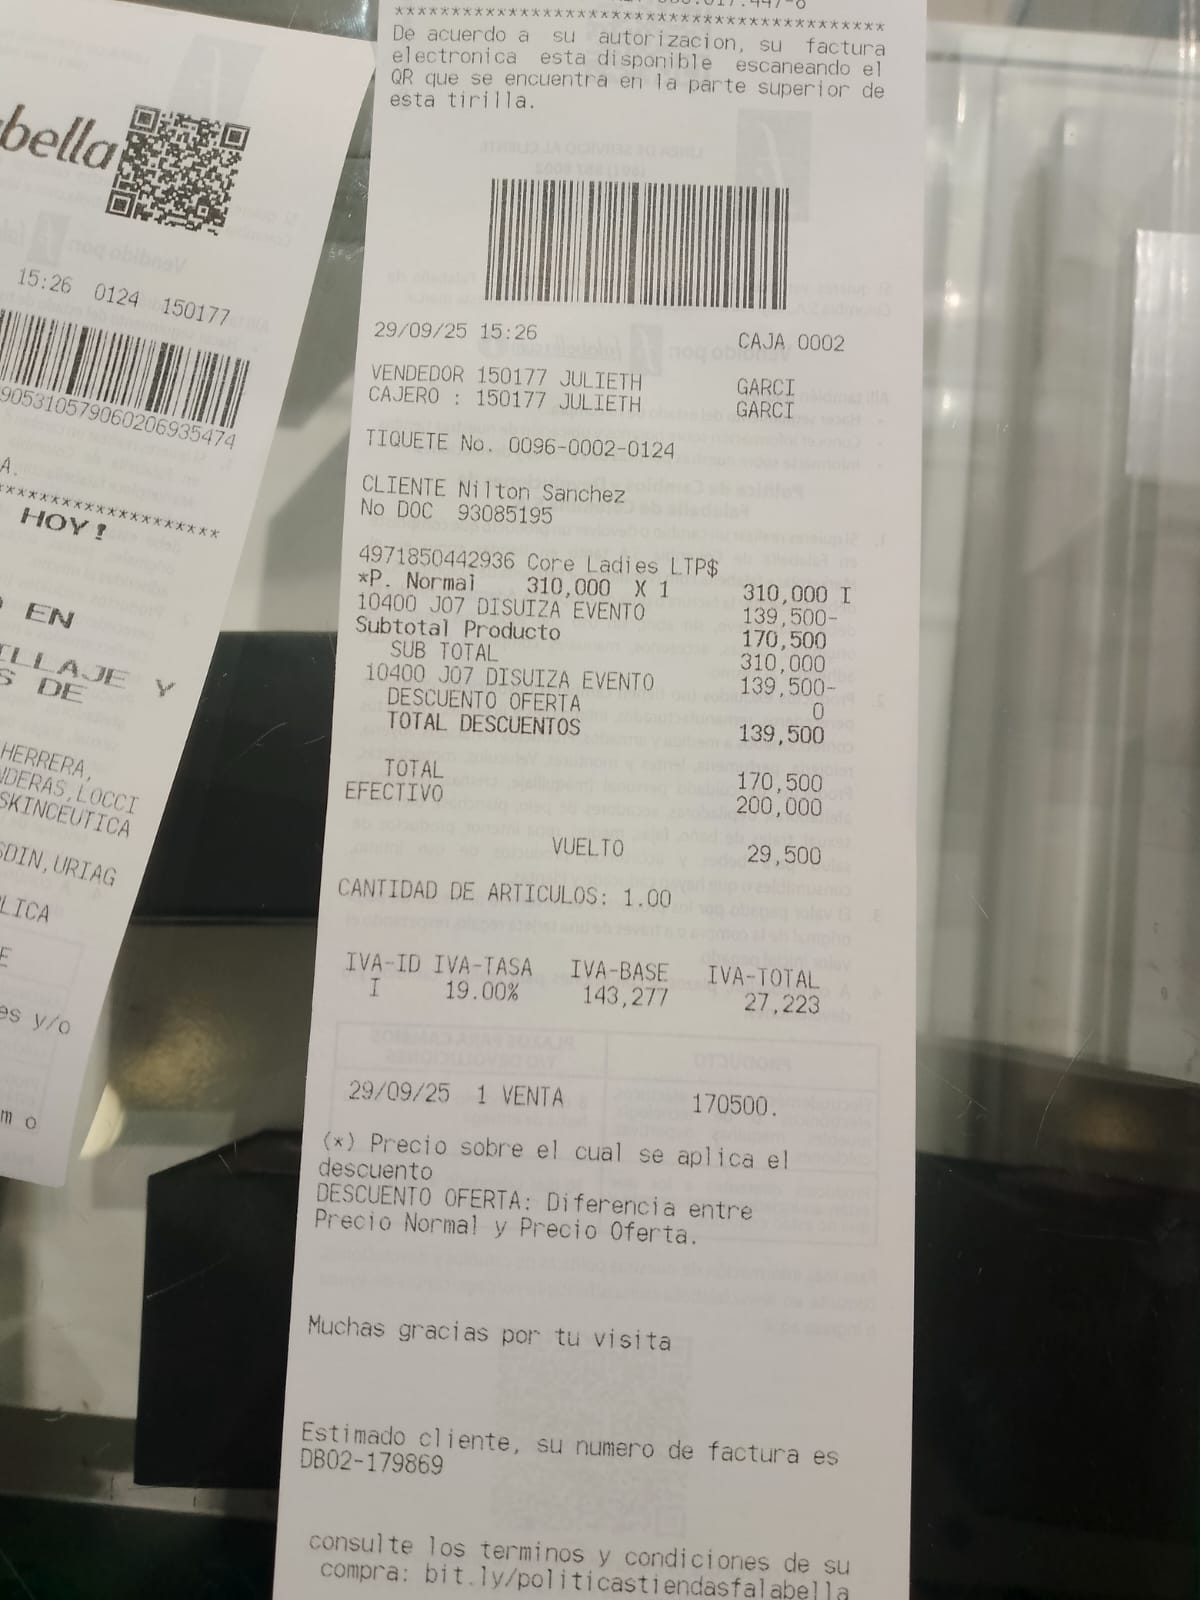 bella
15:26 0124 150177
905310579060206935474
A.
*********************
HOY!
EN
ILLAJE Y
S DE
HERRERA,
NDERAS,LOCCI
SKINCEUTICA
SDIN,URIAG
LICA
E
es y/o
m o
*******************************************
De acuerdo a su autorizacion, su factura
electronica esta disponible escaneando el
QR que se encuentra en la parte superior de
esta tirilla.
29/09/25 15:26 CAJA 0002
VENDEDOR 150177 JULIETH GARCI
CAJERO : 150177 JULIETH GARCI
TIQUETE No. 0096-0002-0124
CLIENTE Nilton Sanchez
No DOC 93085195
4971850442936 Core Ladies LTP$
*P. Normal 310,000 X 1 310,000 I
10400 J07 DISUIZA EVENTO 139,500-
Subtotal Producto 170,500
SUB TOTAL 310,000
10400 J07 DISUIZA EVENTO 139,500-
DESCUENTO OFERTA 0
TOTAL DESCUENTOS 139,500
TOTAL 170,500
EFECTIVO 200,000
VUELTO 29,500
CANTIDAD DE ARTICULOS: 1.00
IVA-ID IVA-TASA IVA-BASE IVA-TOTAL
I 19.00% 143,277 27,223
29/09/25 1 VENTA 170500.
(*) Precio sobre el cual se aplica el
descuento
DESCUENTO OFERTA: Diferencia entre
Precio Normal y Precio Oferta.
Muchas gracias por tu visita
Estimado cliente, su numero de factura es
DB02-179869
consulte los terminos y condiciones de su
compra: bit.ly/politicastiendasfalabella